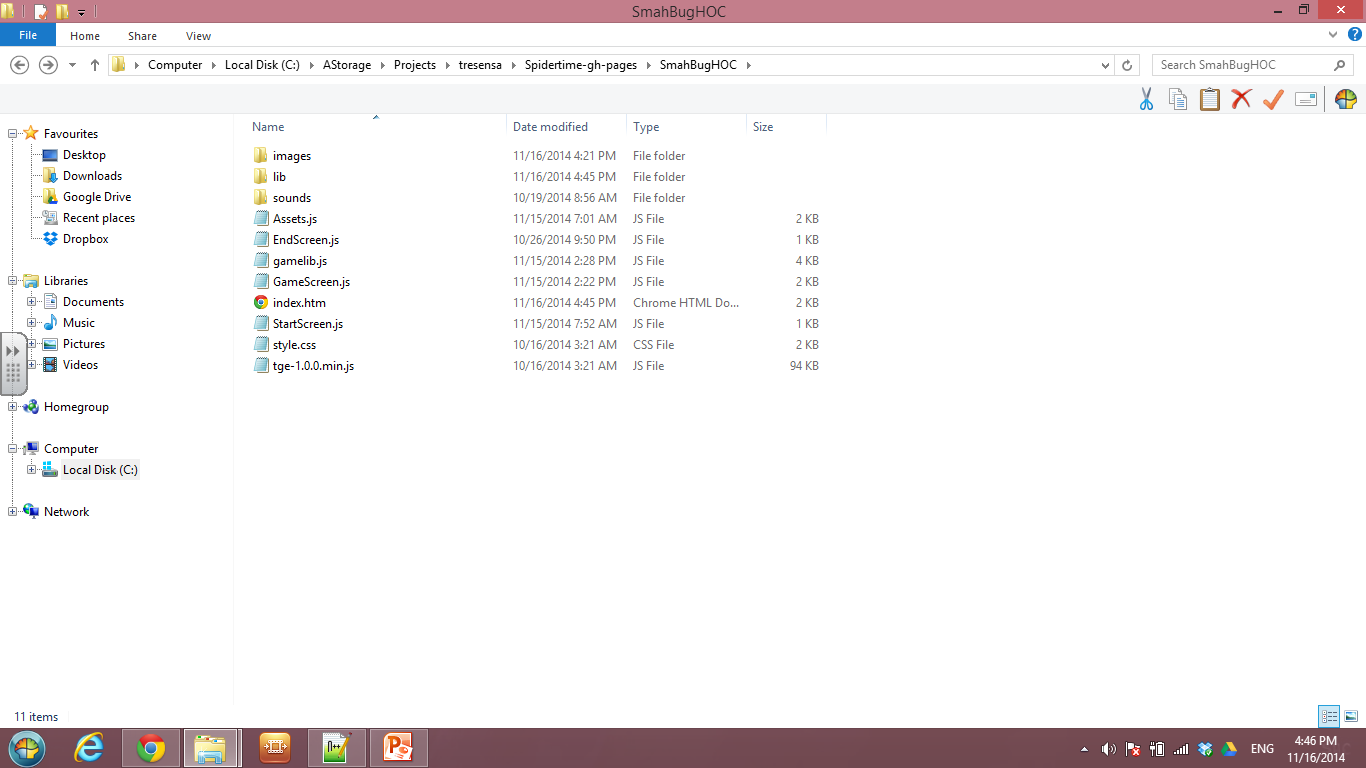 SmahBugHOC
File Home Share View
Computer Local Disk (C:) AStorage Projects tresensa Spidertime-gh-pages SmahBugHOC
Search SmahBugHOC
Name Date modified Type Size
Favourites
Desktop
Downloads
Google Drive
Recent places
Dropbox
Libraries
Documents
Music
Pictures
Videos
Homegroup
Computer
Local Disk (C:)
Network
images 11/16/2014 4:21 PM File folder
lib 11/16/2014 4:45 PM File folder
sounds 10/19/2014 8:56 AM File folder
Assets.js 11/15/2014 7:01 AM JS File 2 KB
EndScreen.js 10/26/2014 9:50 PM JS File 1 KB
gamelib.js 11/15/2014 2:28 PM JS File 4 KB
GameScreen.js 11/15/2014 2:22 PM JS File 2 KB
index.htm 11/16/2014 4:45 PM Chrome HTML Do... 2 KB
StartScreen.js 11/15/2014 7:52 AM JS File 1 KB
style.css 10/16/2014 3:21 AM CSS File 2 KB
tge-1.0.0.min.js 10/16/2014 3:21 AM JS File 94 KB
11 items
ENG
4:46 PM
11/16/2014